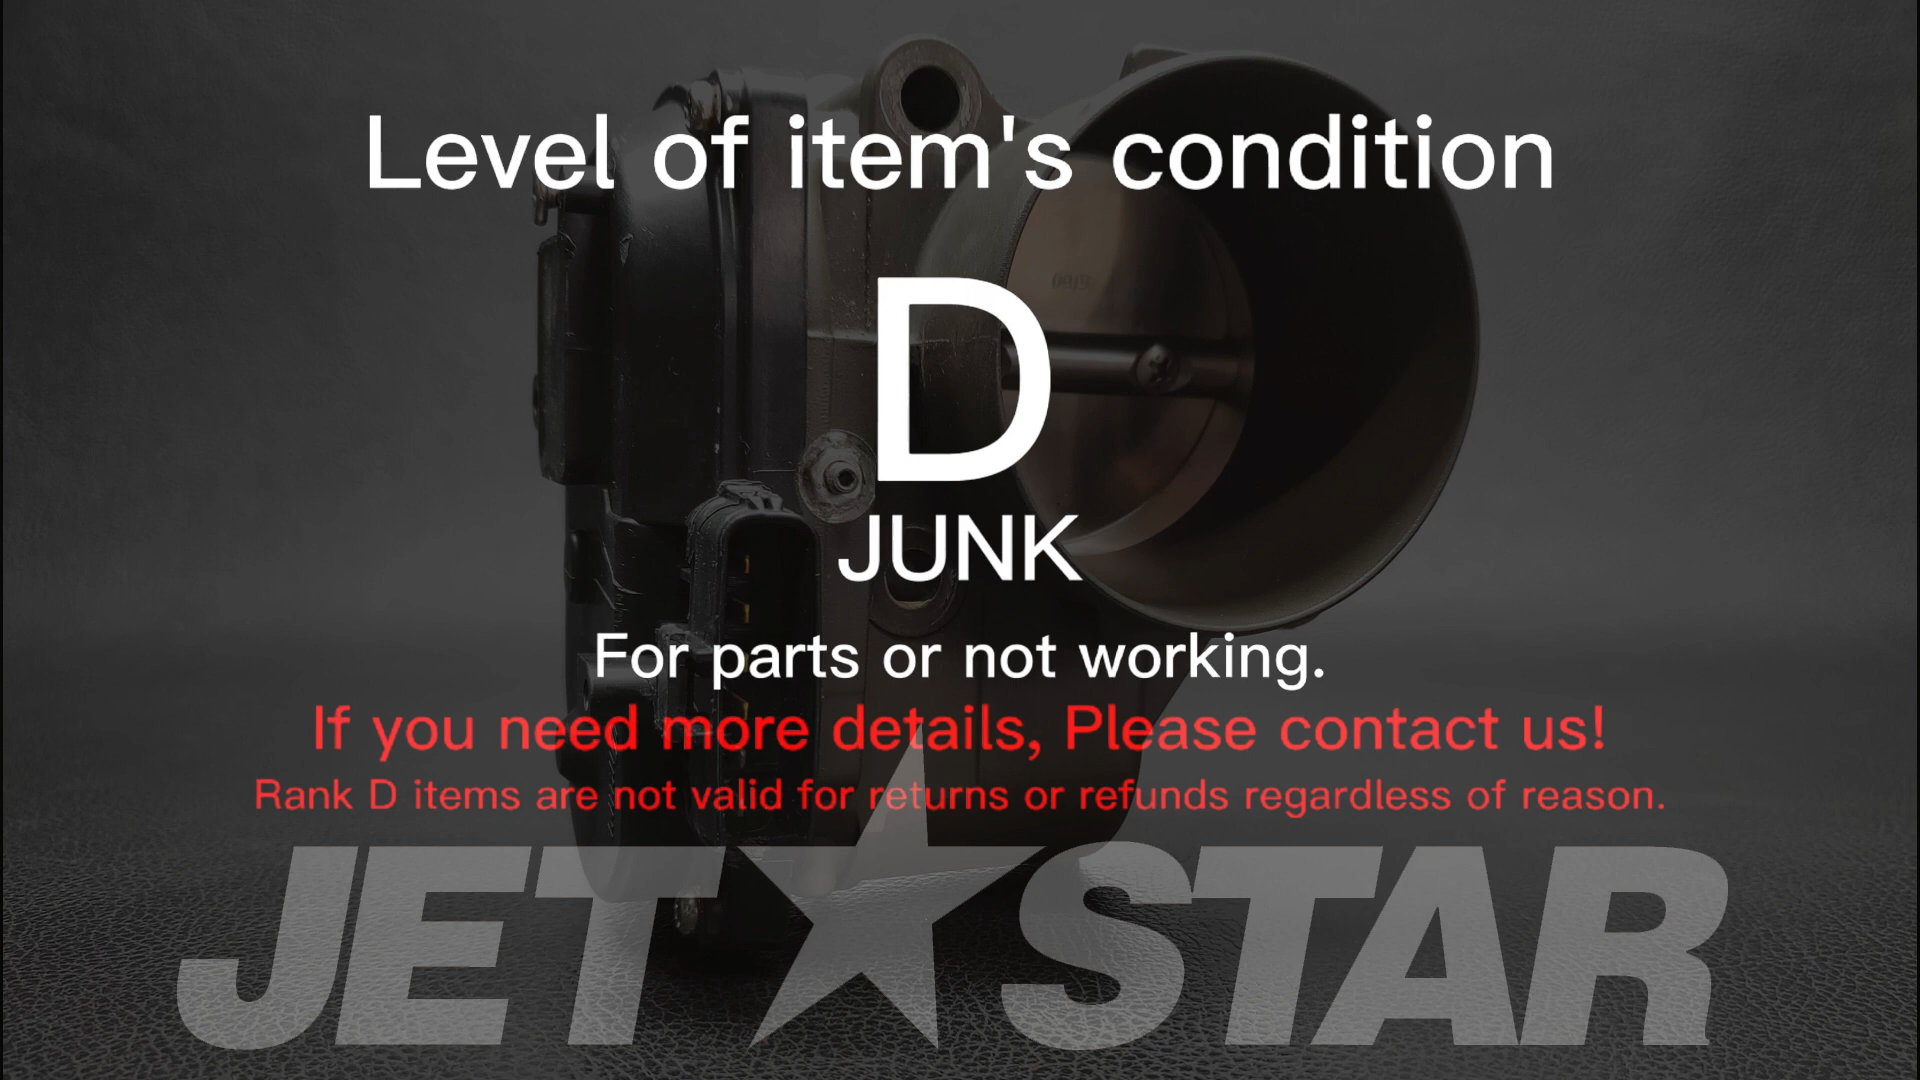 Level of item's condition
D
JUNK
For parts or not working.
If you need more details, Please contact us!
Rank D items are not valid for returns or refunds regardless of reason.
JET STAR